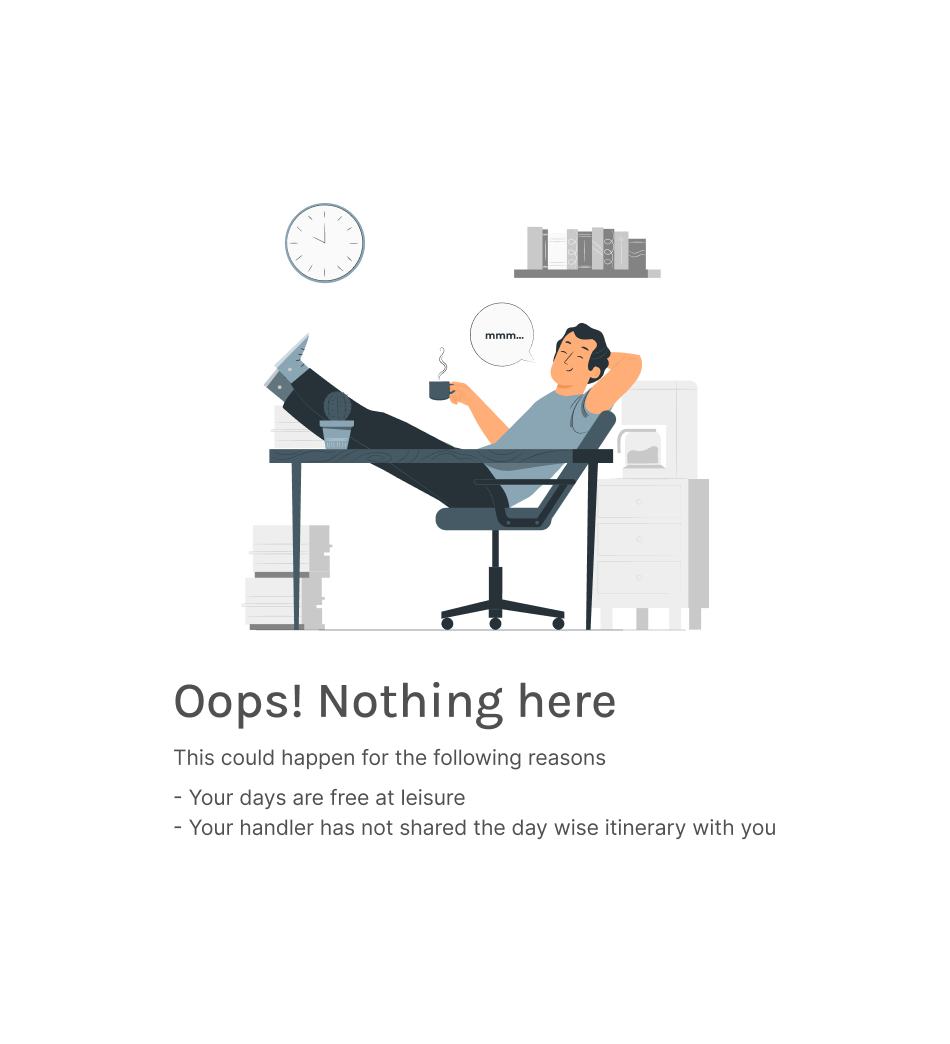 mmm...
Oops! Nothing here
This could happen for the following reasons
- Your days are free at leisure
- Your handler has not shared the day wise itinerary with you